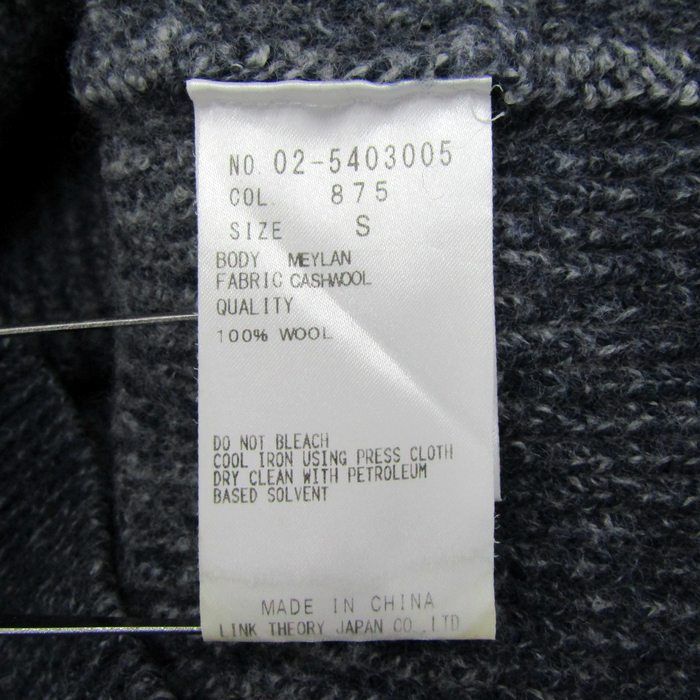 NO. 02-5403005
COL. 875
SIZE S
BODY MEYLAN
FABRIC CASHWOOL
QUALITY
100% WOOL
DO NOT BLEACH
COOL IRON USING PRESS CLOTH
DRY CLEAN WITH PETROLEUM
BASED SOLVENT
MADE IN CHINA
LINK THEORY JAPAN CO.,LTD